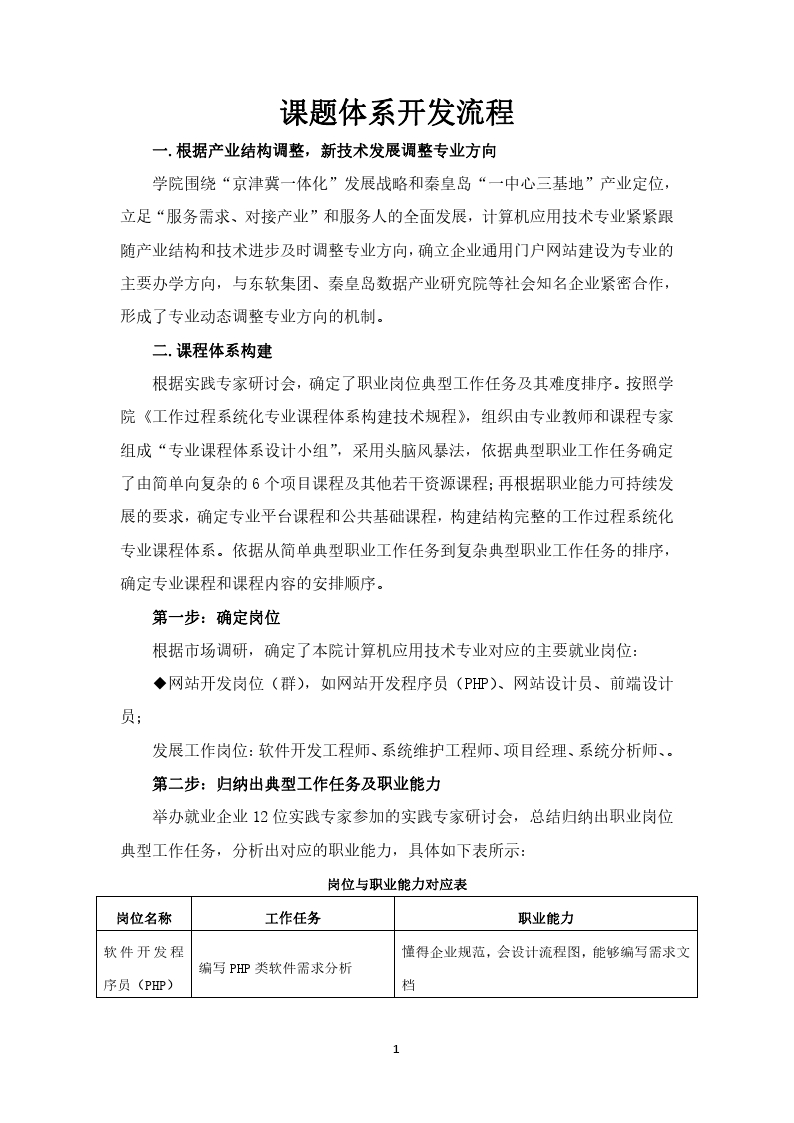 课题体系开发流程
一.根据产业结构调整，新技术发展调整专业方向
学院围绕“京津冀一体化”发展战略和秦皇岛“一中心三基地”产业定位，
立足“服务需求、对接产业”和服务人的全面发展，计算机应用技术专业紧紧跟
随产业结构和技术进步及时调整专业方向，确立企业通用门户网站建设为专业的
主要办学方向，与东软集团、秦皇岛数据产业研究院等社会知名企业紧密合作，
形成了专业动态调整专业方向的机制。
二.课程体系构建
根据实践专家研讨会，确定了职业岗位典型工作任务及其难度排序。按照学
院《工作过程系统化专业课程体系构建技术规程》，组织由专业教师和课程专家
组成“专业课程体系设计小组”，采用头脑风暴法，依据典型职业工作任务确定
了由简单向复杂的 6 个项目课程及其他若干资源课程；再根据职业能力可持续发
展的要求，确定专业平台课程和公共基础课程，构建结构完整的工作过程系统化
专业课程体系。依据从简单典型职业工作任务到复杂典型职业工作任务的排序，
确定专业课程和课程内容的安排顺序。
第一步：确定岗位
根据市场调研，确定了本院计算机应用技术专业对应的主要就业岗位：
◆网站开发岗位（群），如网站开发程序员（PHP）、网站设计员、前端设计
员；
发展工作岗位：软件开发工程师、系统维护工程师、项目经理、系统分析师、。
第二步：归纳出典型工作任务及职业能力
举办就业企业 12 位实践专家参加的实践专家研讨会，总结归纳出职业岗位
典型工作任务，分析出对应的职业能力，具体如下表所示：
岗位与职业能力对应表
岗位名称 工作任务 职业能力
软件开发程
序员（PHP）
编写 PHP 类软件需求分析
懂得企业规范，会设计流程图，能够编写需求文
档
1